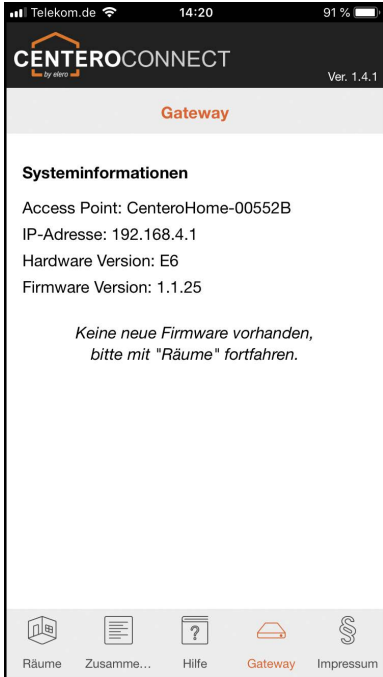 Telekom.de 14:20 91 %
CENTEROCONNECT
by elero
Ver. 1.4.1
Gateway
Systeminformationen
Access Point: CenteroHome-00552B
IP-Adresse: 192.168.4.1
Hardware Version: E6
Firmware Version: 1.1.25
Keine neue Firmware vorhanden,
bitte mit "Räume" fortfahren.
Räume Zusamme... Hilfe Gateway Impressum